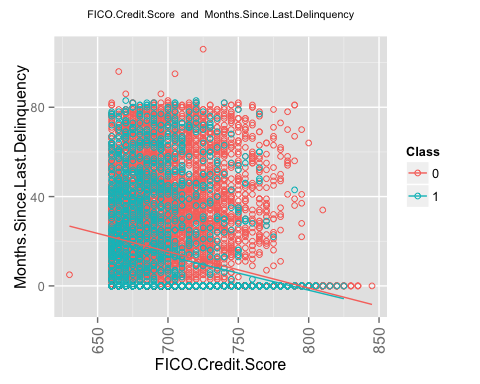 FICO.Credit.Score and Months.Since.Last.Delinquency
Months.Since.Last.Delinquency
80
40
0
650
700
750
800
850
FICO.Credit.Score
Class
0
1